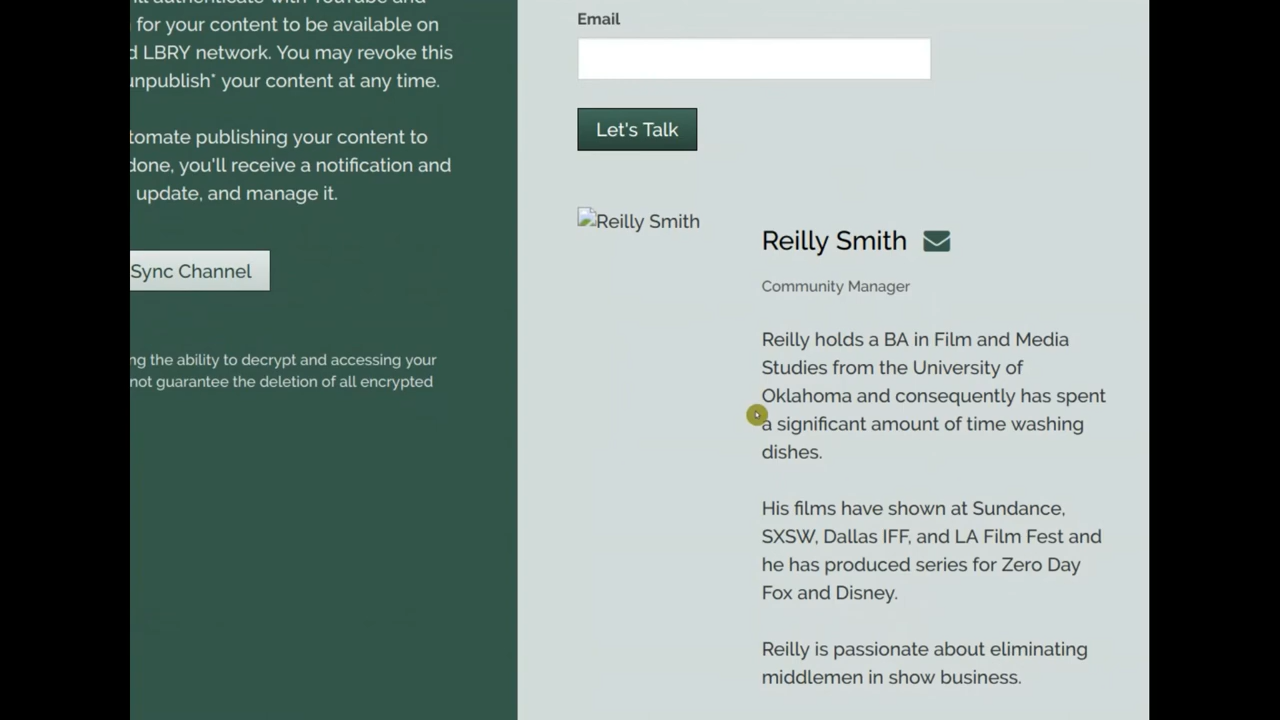 for your content to be available on
LBRY network. You may revoke this
unpublish* your content at any time.
tomate publishing your content to
done, you'll receive a notification and
update, and manage it.
Sync Channel
ng the ability to decrypt and accessing your
not guarantee the deletion of all encrypted
Email
Let's Talk
Reilly Smith
Reilly Smith
Community Manager
Reilly holds a BA in Film and Media
Studies from the University of
Oklahoma and consequently has spent
a significant amount of time washing
dishes.
His films have shown at Sundance,
SXSW, Dallas IFF, and LA Film Fest and
he has produced series for Zero Day
Fox and Disney.
Reilly is passionate about eliminating
middlemen in show business.